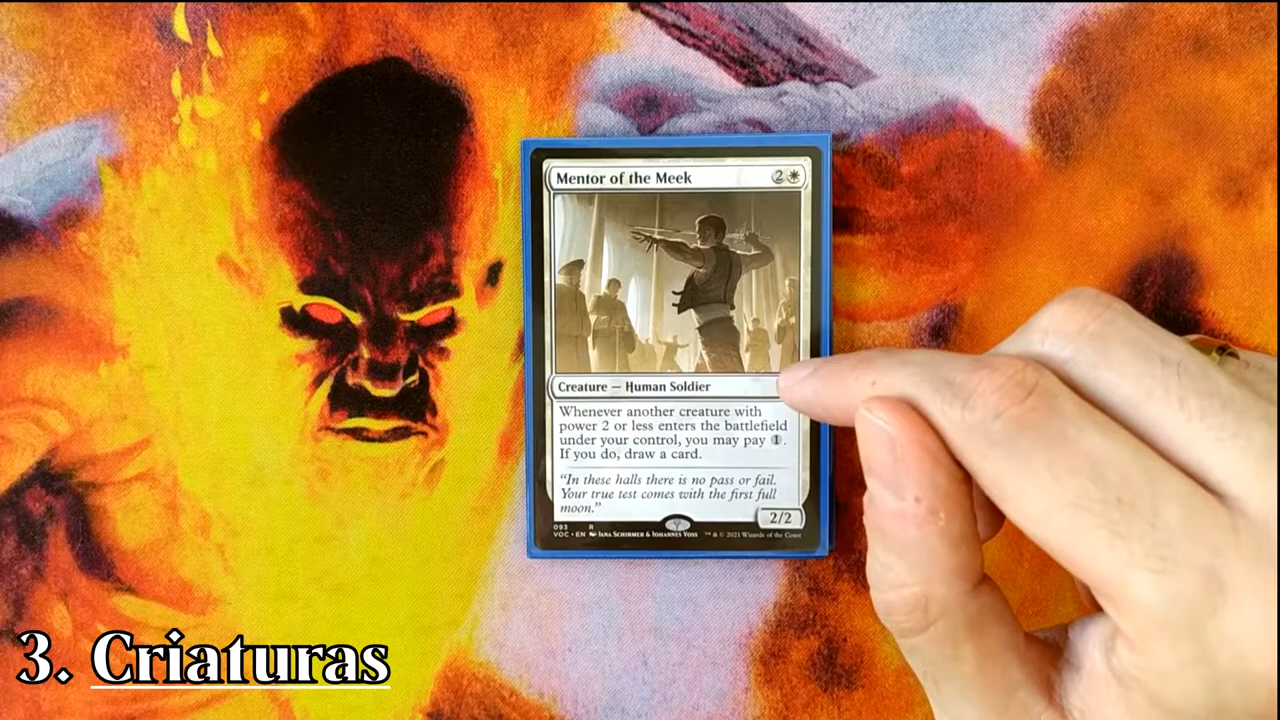 Mentor of the Meek 2
Creature — Human Soldier
Whenever another creature with
power 2 or less enters the battlefield
under your control, you may pay 1.
If you do, draw a card.
“In these halls there is no pass or fail.
Your true test comes with the first full
moon.”
2/2
093 R
VOC • EN Jana Schirmer & Johannes Voss ™ & © 2021 Wizards of the Coast
3. Criaturas